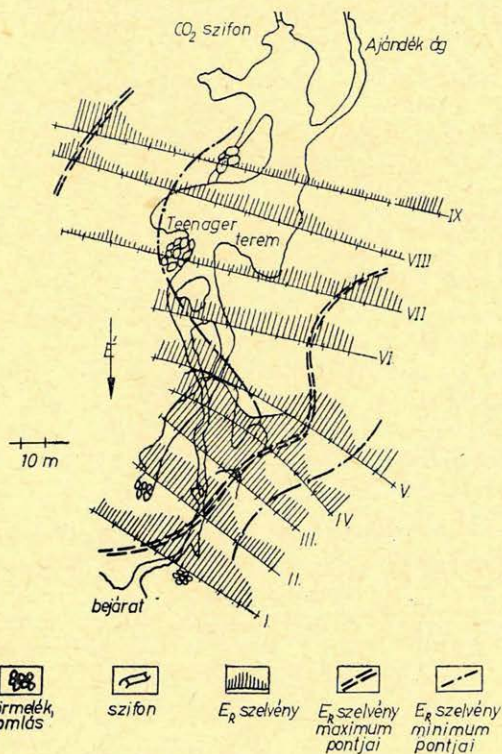 CO₂ szifon
Ajándék ág
IX
Teenager
terem
VIII
VII
VI.
É
10 m
V.
IV
III.
II.
bejárat
I.
omlás
szifon
E_R szelvény
E_R szelvény
maximum
pontjai
E_R szelvény
minimum
pontjai